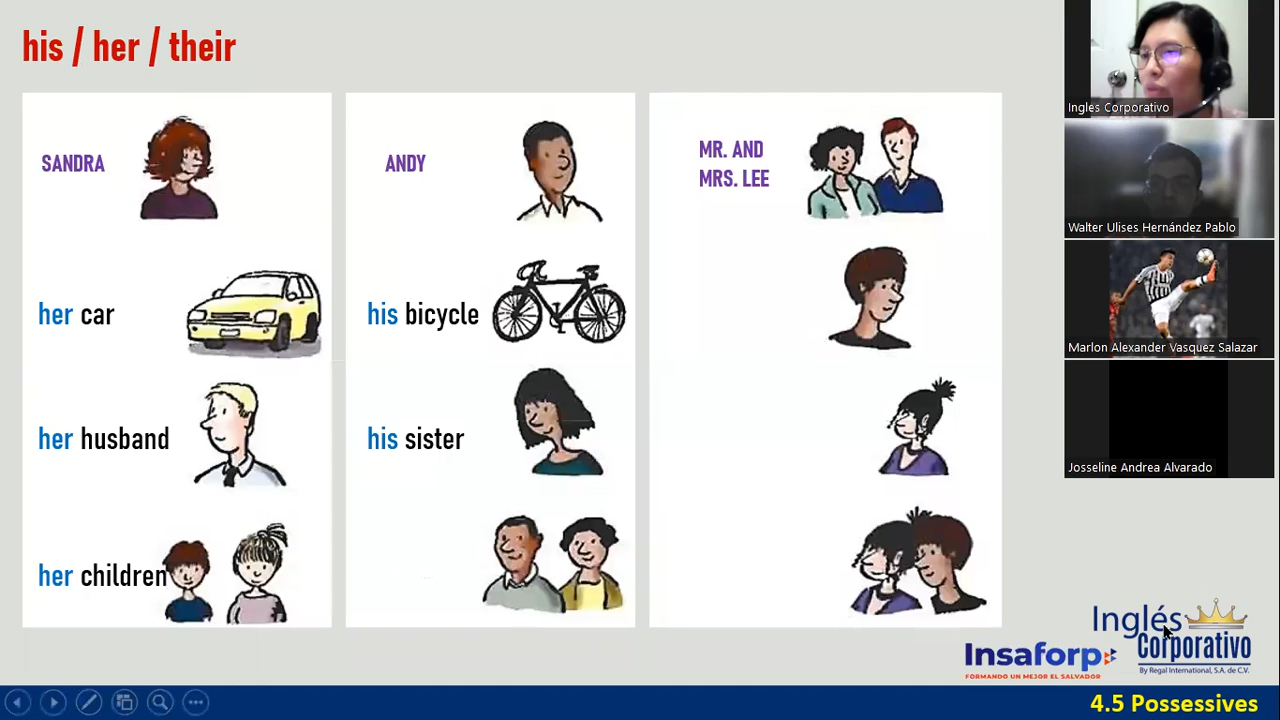 his / her / their
SANDRA
ANDY
MR. AND
MRS. LEE
her car
his bicycle
her husband
his sister
her children
Ingles Corporativo
Walter Ulises Hernández Pablo
Marlon Alexander Vasquez Salazar
Josseline Andrea Alvarado
Insaforp
FORMANDO UN MEJOR EL SALVADOR
Inglés
Corporativo
By Regal International, S.A. de C.V.
4.5 Possessives